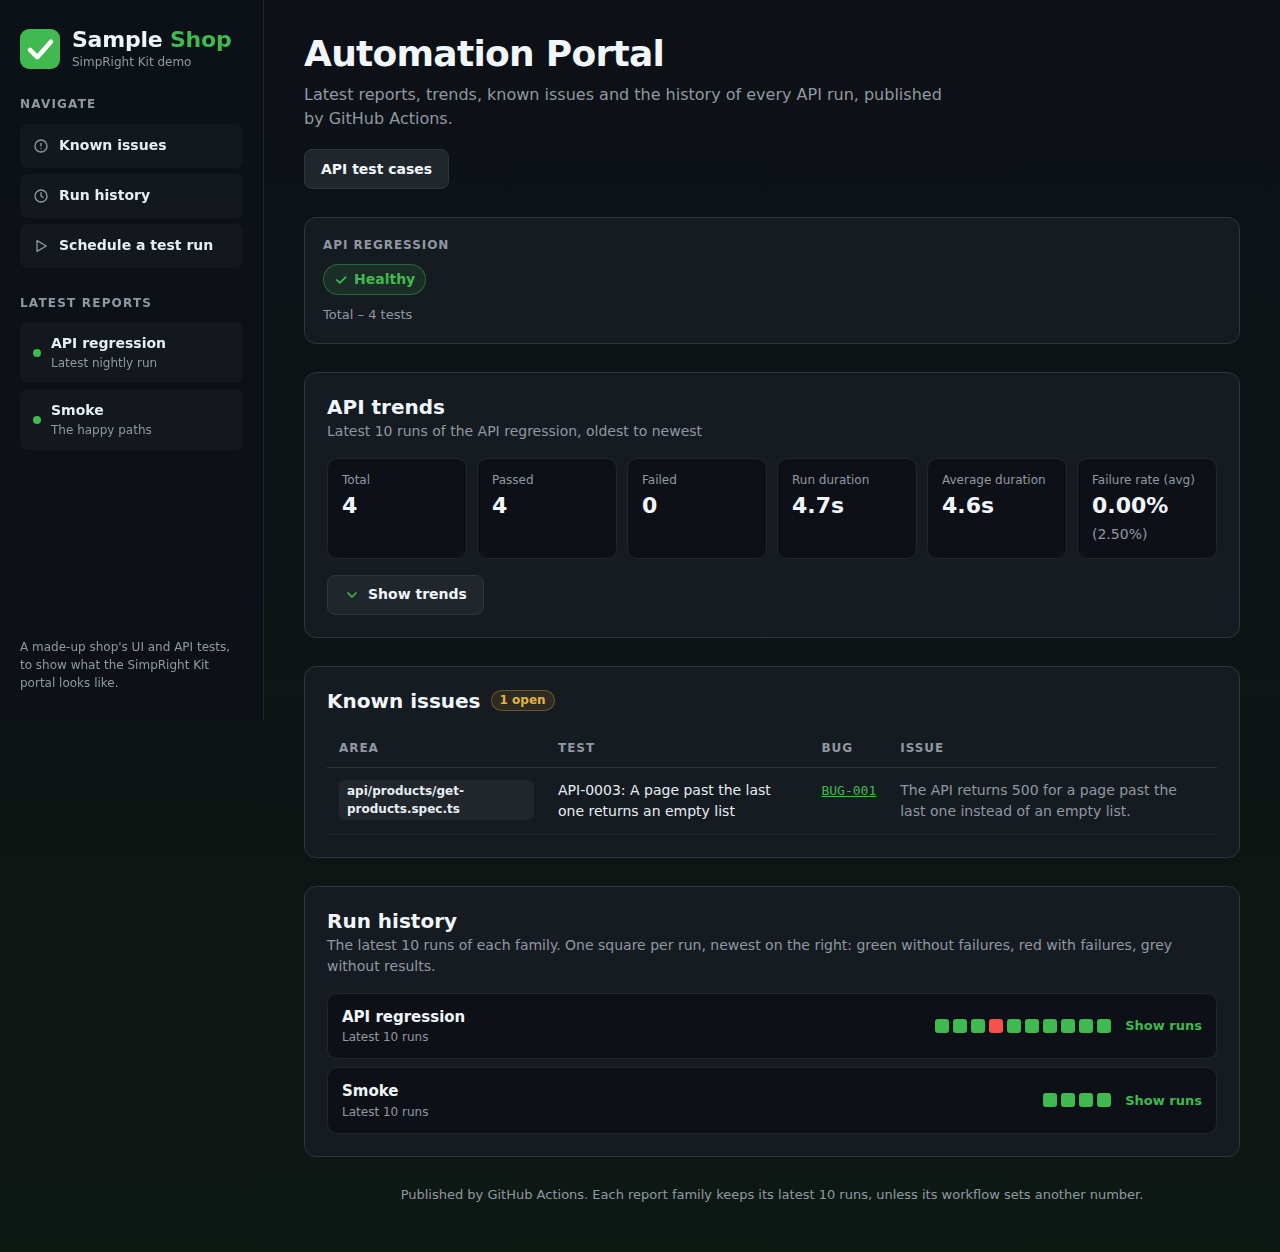 Sample Shop
SimpRight Kit demo
NAVIGATE
Known issues
Run history
Schedule a test run
LATEST REPORTS
API regression
Latest nightly run
Smoke
The happy paths
A made-up shop's UI and API tests,
to show what the SimpRight Kit
portal looks like.
Automation Portal
Latest reports, trends, known issues and the history of every API run, published
by GitHub Actions.
API test cases
API REGRESSION
Healthy
Total – 4 tests
API trends
Latest 10 runs of the API regression, oldest to newest
Total
4
Passed
4
Failed
0
Run duration
4.7s
Average duration
4.6s
Failure rate (avg)
0.00%
(2.50%)
Show trends
Known issues 1 open
AREA TEST BUG ISSUE
api/products/get-
products.spec.ts
API-0003: A page past the last
one returns an empty list
BUG-001
The API returns 500 for a page past the
last one instead of an empty list.
Run history
The latest 10 runs of each family. One square per run, newest on the right: green without failures, red with failures, grey
without results.
API regression
Latest 10 runs
Show runs
Smoke
Latest 10 runs
Show runs
Published by GitHub Actions. Each report family keeps its latest 10 runs, unless its workflow sets another number.